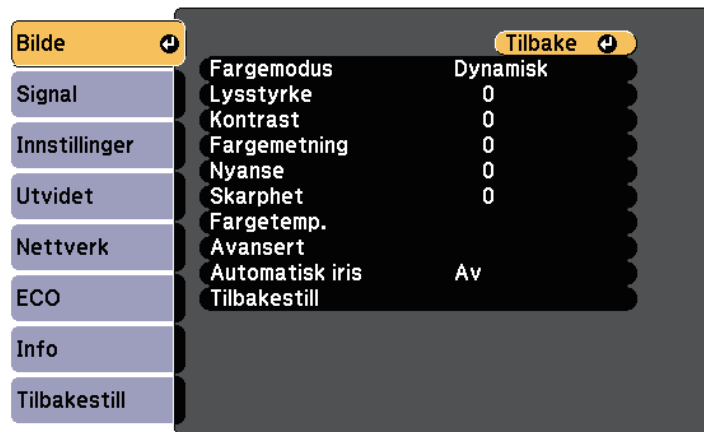 Bilde
Signal
Innstillinger
Utvidet
Nettverk
ECO
Info
Tilbakestill
Tilbake
Fargemodus Dynamisk
Lysstyrke 0
Kontrast 0
Fargemetning 0
Nyanse 0
Skarphet 0
Fargetemp.
Avansert
Automatisk iris Av
Tilbakestill